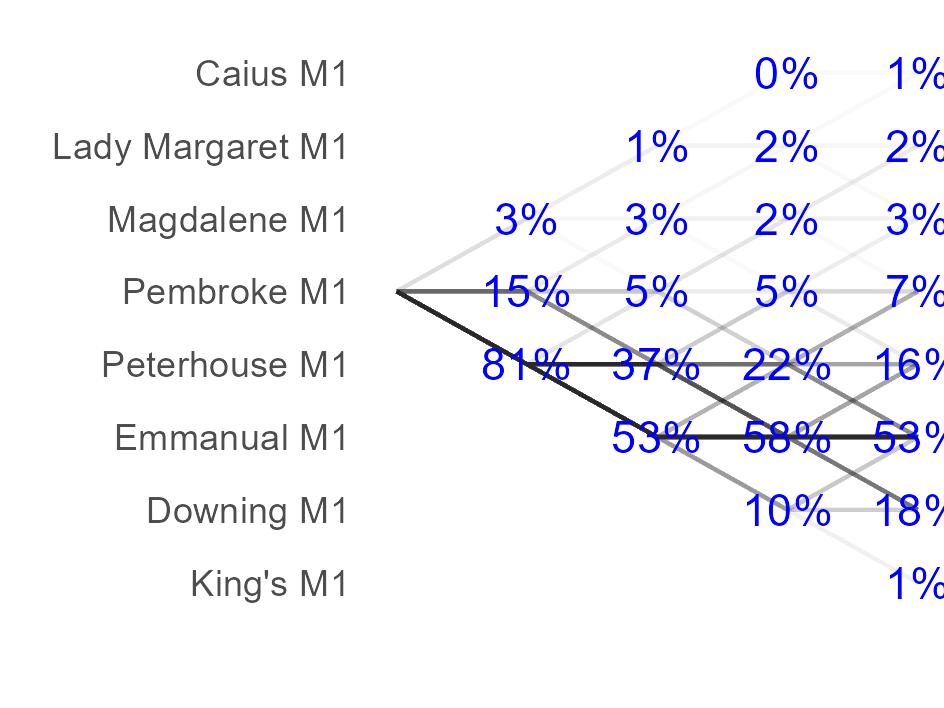 Caius M1 0% 1%
Lady Margaret M1 1% 2% 2%
Magdalene M1 3% 3% 2% 3%
Pembroke M1 15% 5% 5% 7%
Peterhouse M1 81% 37% 22% 16%
Emmanual M1 53% 58% 53%
Downing M1 10% 18%
King's M1 1%